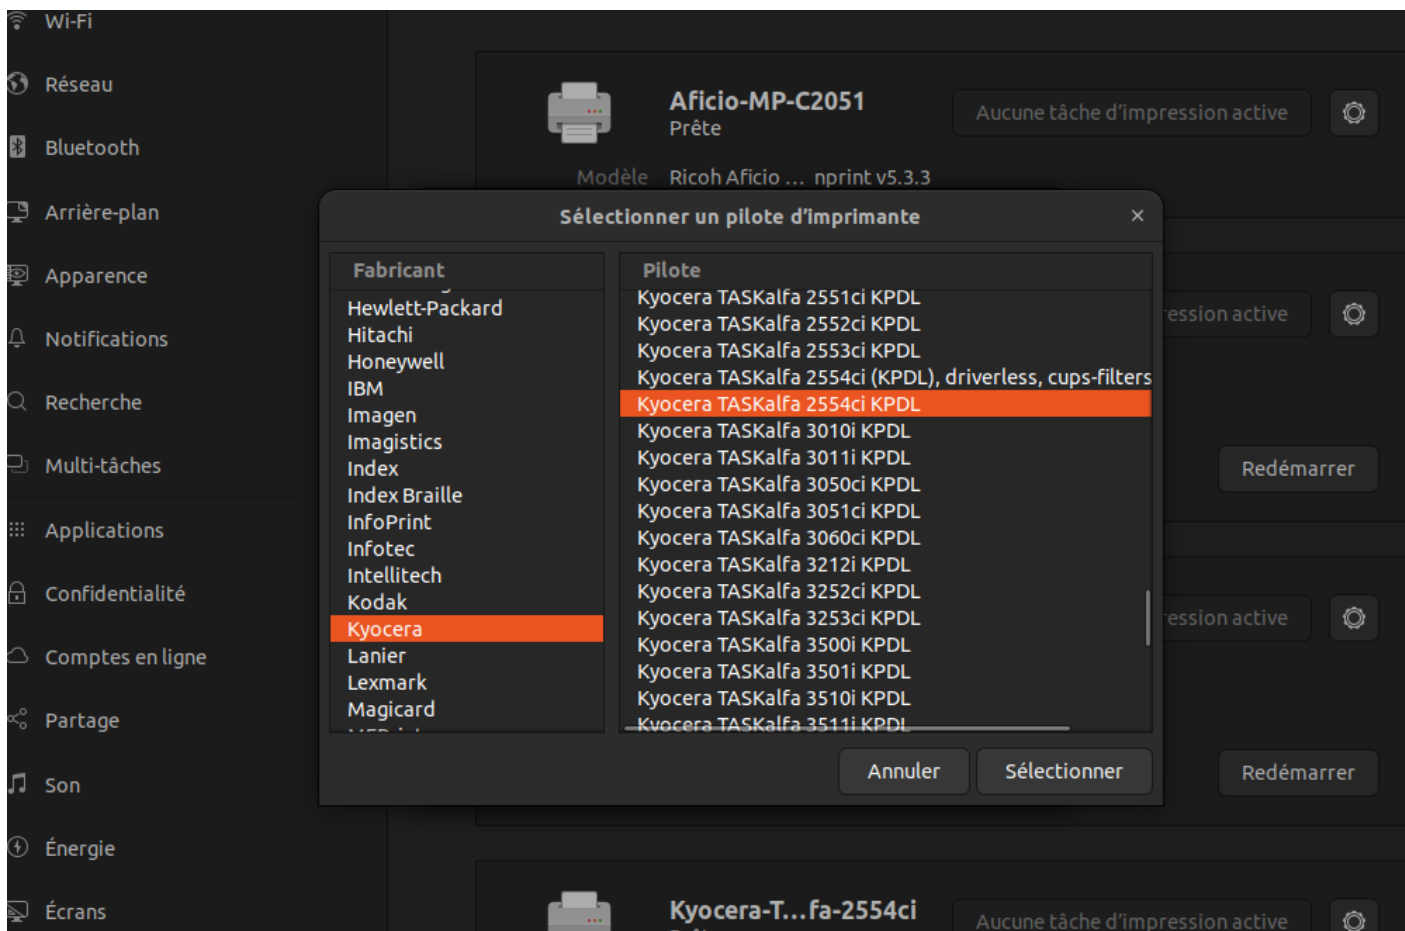 Wi-Fi
Réseau
Bluetooth
Arrière-plan
Apparence
Notifications
Recherche
Multi-tâches
Applications
Confidentialité
Comptes en ligne
Partage
Son
Énergie
Écrans
Aficio-MP-C2051
Prête
Aucune tâche d'impression active
Modèle Ricoh Aficio ... nprint v5.3.3
Sélectionner un pilote d'imprimante
Fabricant
Hewlett-Packard
Hitachi
Honeywell
IBM
Imagen
Imagistics
Index
Index Braille
InfoPrint
Infotec
Intellitech
Kodak
Kyocera
Lanier
Lexmark
Magicard
Pilote
Kyocera TASKalfa 2551ci KPDL
Kyocera TASKalfa 2552ci KPDL
Kyocera TASKalfa 2553ci KPDL
Kyocera TASKalfa 2554ci (KPDL), driverless, cups-filters
Kyocera TASKalfa 2554ci KPDL
Kyocera TASKalfa 3010i KPDL
Kyocera TASKalfa 3011i KPDL
Kyocera TASKalfa 3050ci KPDL
Kyocera TASKalfa 3051ci KPDL
Kyocera TASKalfa 3060ci KPDL
Kyocera TASKalfa 3212i KPDL
Kyocera TASKalfa 3252ci KPDL
Kyocera TASKalfa 3253ci KPDL
Kyocera TASKalfa 3500i KPDL
Kyocera TASKalfa 3501i KPDL
Kyocera TASKalfa 3510i KPDL
Kyocera TASKalfa 3511i KPDL
Annuler
Sélectionner
ression active
Redémarrer
ression active
Redémarrer
Kyocera-T...fa-2554ci
Aucune tâche d'impression active